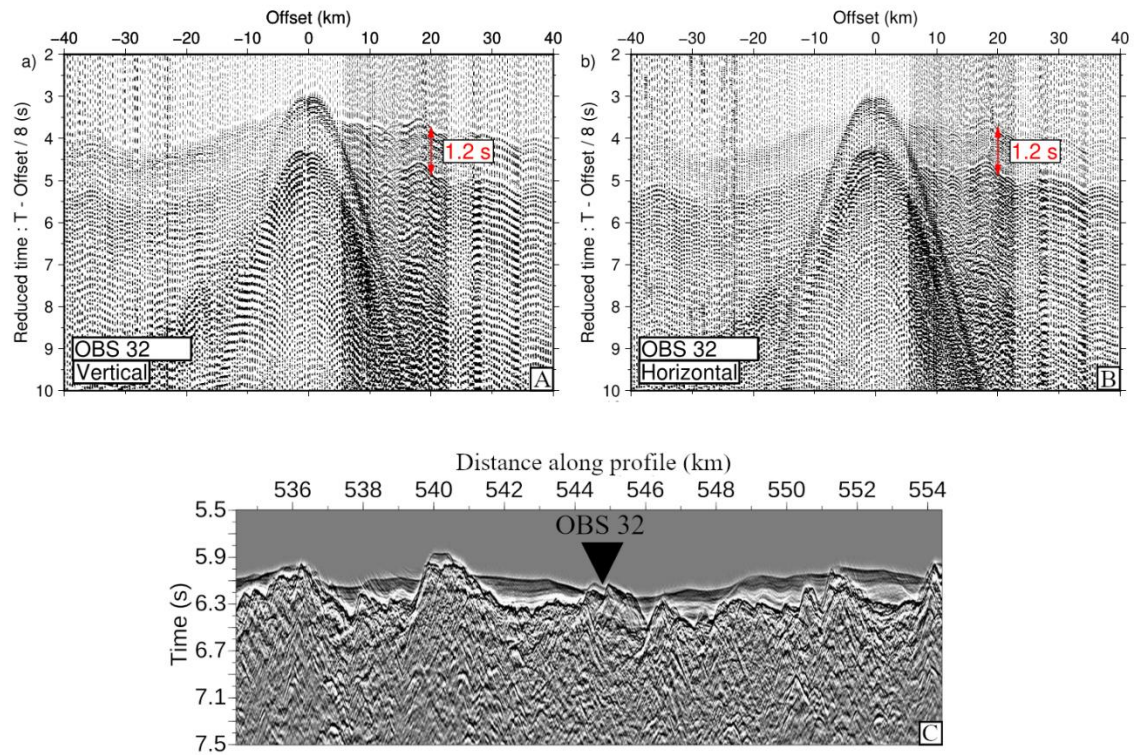 Offset (km)
−40 −30 −20 −10 0 10 20 30 40
a)
2
3
4
5
6
7
8
9
10
Reduced time : T - Offset / 8 (s)
1.2 s
OBS 32
Vertical
A
Offset (km)
−40 −30 −20 −10 0 10 20 30 40
b)
2
3
4
5
6
7
8
9
10
Reduced time : T - Offset / 8 (s)
1.2 s
OBS 32
Horizontal
B
Distance along profile (km)
536 538 540 542 544 546 548 550 552 554
OBS 32
5.5
5.9
6.3
6.7
7.1
7.5
Time (s)
C